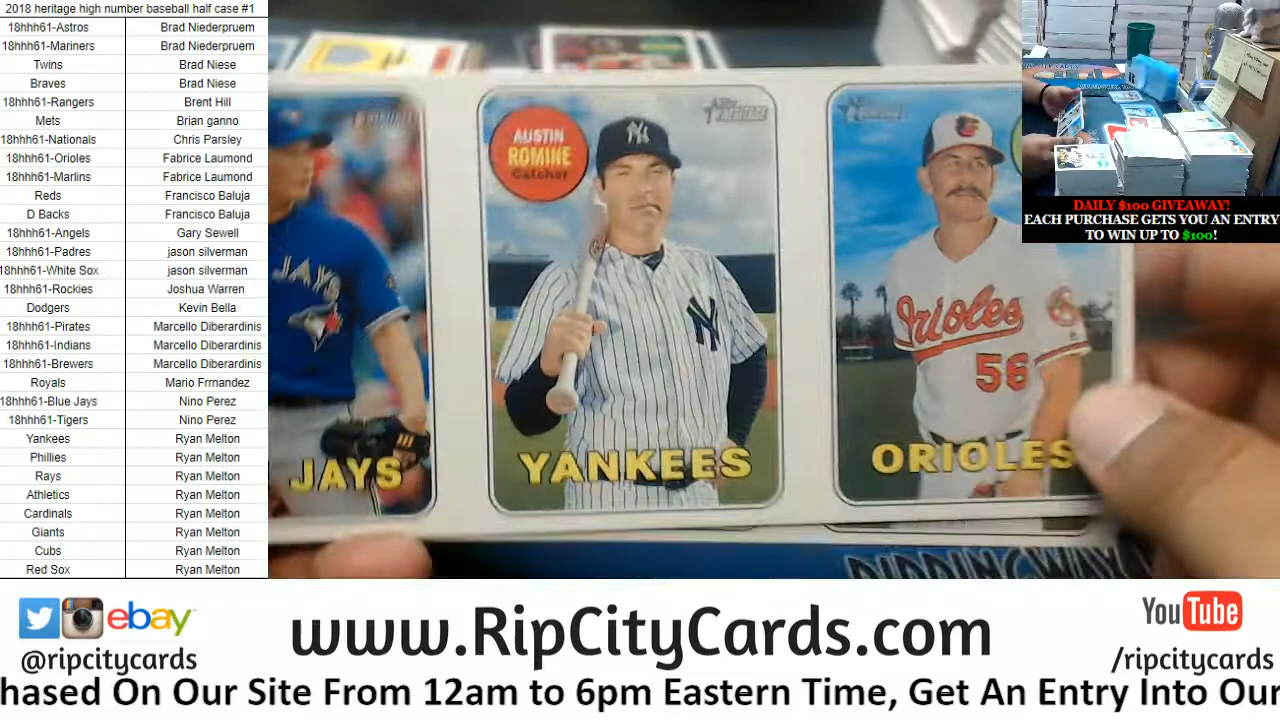 2018 heritage high number baseball half case #1
18hhh61-Astros Brad Niederpruem
18hhh61-Mariners Brad Niederpruem
Twins Brad Niese
Braves Brad Niese
18hhh61-Rangers Brent Hill
Mets Brian ganno
18hhh61-Nationals Chris Parsley
18hhh61-Orioles Fabrice Laumond
18hhh61-Marlins Fabrice Laumond
Reds Francisco Baluja
D Backs Francisco Baluja
18hhh61-Angels Gary Sewell
18hhh61-Padres jason silverman
18hhh61-White Sox jason silverman
18hhh61-Rockies Joshua Warren
Dodgers Kevin Bella
18hhh61-Pirates Marcello Diberardinis
18hhh61-Indians Marcello Diberardinis
18hhh61-Brewers Marcello Diberardinis
Royals Mario Frrnandez
18hhh61-Blue Jays Nino Perez
18hhh61-Tigers Nino Perez
Yankees Ryan Melton
Phillies Ryan Melton
Rays Ryan Melton
Athletics Ryan Melton
Cardinals Ryan Melton
Giants Ryan Melton
Cubs Ryan Melton
Red Sox Ryan Melton
JAYS
JAYS
AUSTIN
ROMINE
Catcher
Topps
HERITAGE
NY
YANKEES
Orioles
56
ORIOLES
DAILY $100 GIVEAWAY!
EACH PURCHASE GETS YOU AN ENTRY
TO WIN UP TO $100!
ebay
@ripcitycards
www.RipCityCards.com
YouTube
/ripcitycards
hased On Our Site From 12am to 6pm Eastern Time, Get An Entry Into Our